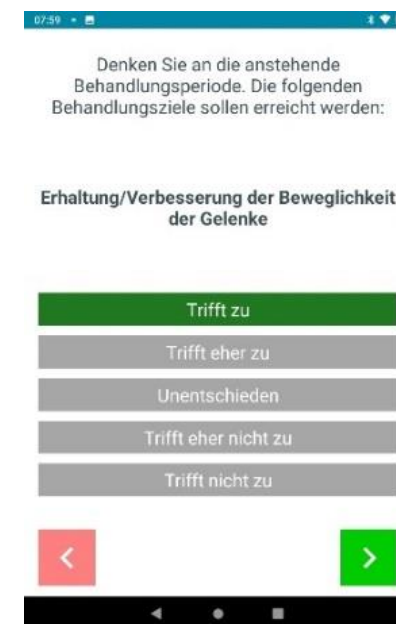 07:59
Denken Sie an die anstehende
Behandlungsperiode. Die folgenden
Behandlungsziele sollen erreicht werden:
Erhaltung/Verbesserung der Beweglichkeit
der Gelenke
Trifft zu
Trifft eher zu
Unentschieden
Trifft eher nicht zu
Trifft nicht zu